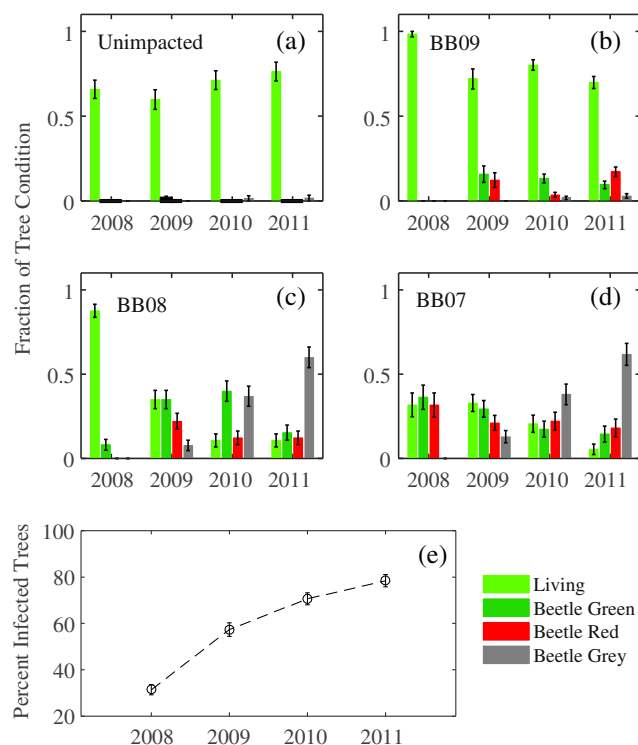 Fraction of Tree Condition
Unimpacted
(a)
1
0.5
0
2008 2009 2010 2011
BB09
(b)
1
0.5
0
2008 2009 2010 2011
BB08
(c)
1
0.5
0
2008 2009 2010 2011
BB07
(d)
1
0.5
0
2008 2009 2010 2011
Percent Infected Trees
(e)
100
80
60
40
20
2008 2009 2010 2011
Living
Beetle Green
Beetle Red
Beetle Grey